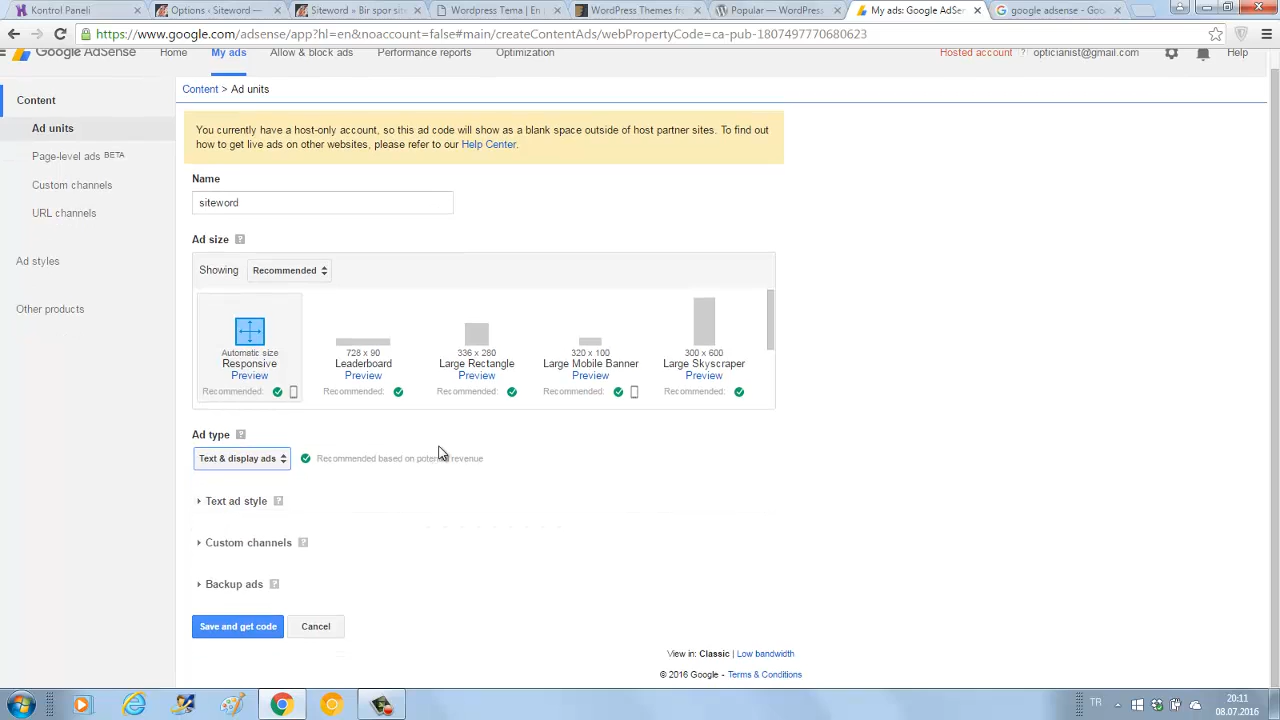 Kontrol Paneli
Options - Siteword —
Siteword » Bir spor site
Wordpress Tema | En
WordPress Themes fr
Popular — WordPress
My ads: Google AdSen
google adsense - Goo
https://www.google.com/adsense/app?hl=en&noaccount=false#main/createContentAds/webPropertyCode=ca-pub-1807497770680623
Google AdSense
Home
My ads
Allow & block ads
Performance reports
Optimization
Hosted account ?
opticianist@gmail.com
Help
Content
Ad units
Page-level ads BETA
Custom channels
URL channels
Ad styles
Other products
Content > Ad units
You currently have a host-only account, so this ad code will show as a blank space outside of host partner sites. To find out
how to get live ads on other websites, please refer to our Help Center.
Name
siteword
Ad size ?
Showing Recommended
Automatic size
Responsive
Preview
Recommended:
728 x 90
Leaderboard
Preview
Recommended:
336 x 280
Large Rectangle
Preview
Recommended:
320 x 100
Large Mobile Banner
Preview
Recommended:
300 x 600
Large Skyscraper
Preview
Recommended:
Ad type ?
Text & display ads
Recommended based on potential revenue
Text ad style ?
Custom channels ?
Backup ads ?
Save and get code
Cancel
View in: Classic | Low bandwidth
© 2016 Google - Terms & Conditions
TR
20:11
08.07.2016